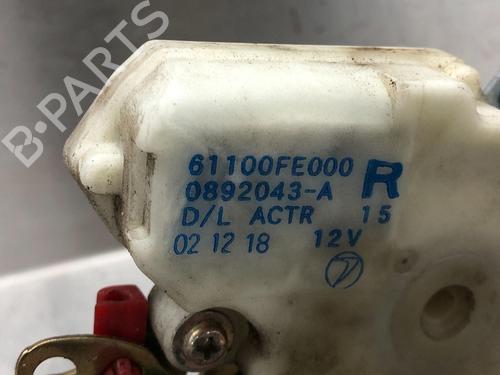 B-PARTS
61100FE000
0892043-A R
D/L ACTR 15
02 12 18 12V